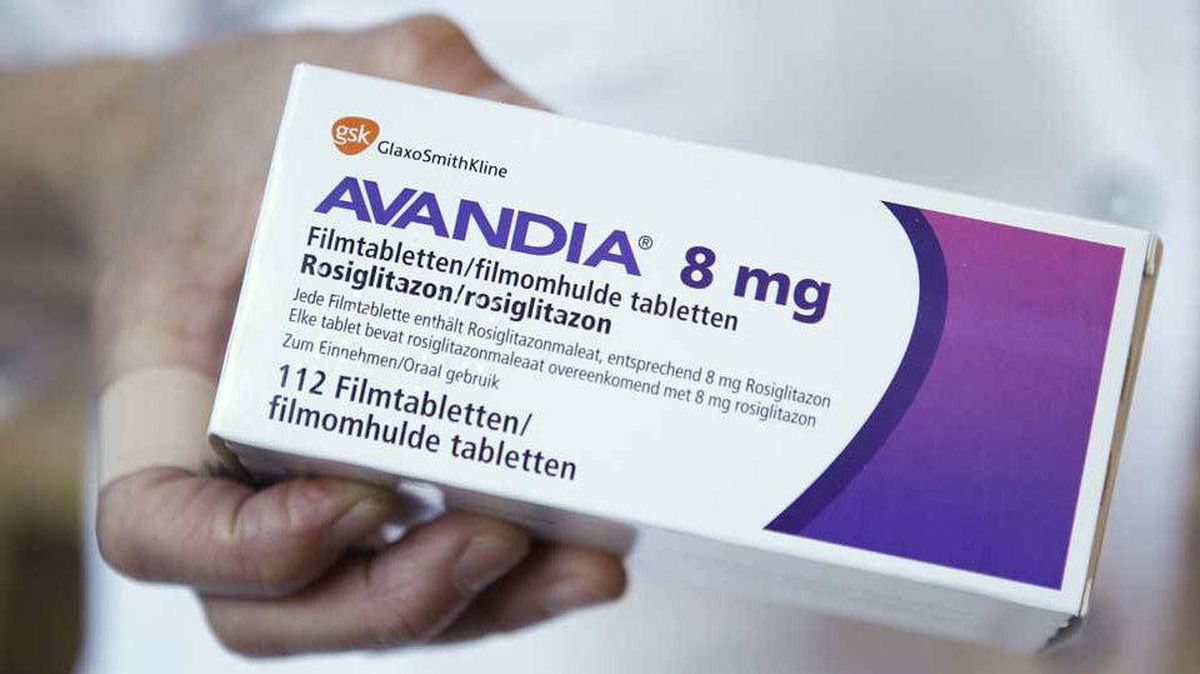 gsk
GlaxoSmithKline
AVANDIA® 8 mg
Filmtabletten/filmomhulde tabletten
Rosiglitazon/rosiglitazon
Jede Filmtablette enthält Rosiglitazonmaleat, entsprechend 8 mg Rosiglitazon
Elke tablet bevat rosiglitazonmaleaat overeenkomend met 8 mg rosiglitazon
Zum Einnehmen/Oraal gebruik
112 Filmtabletten/
filmomhulde tabletten